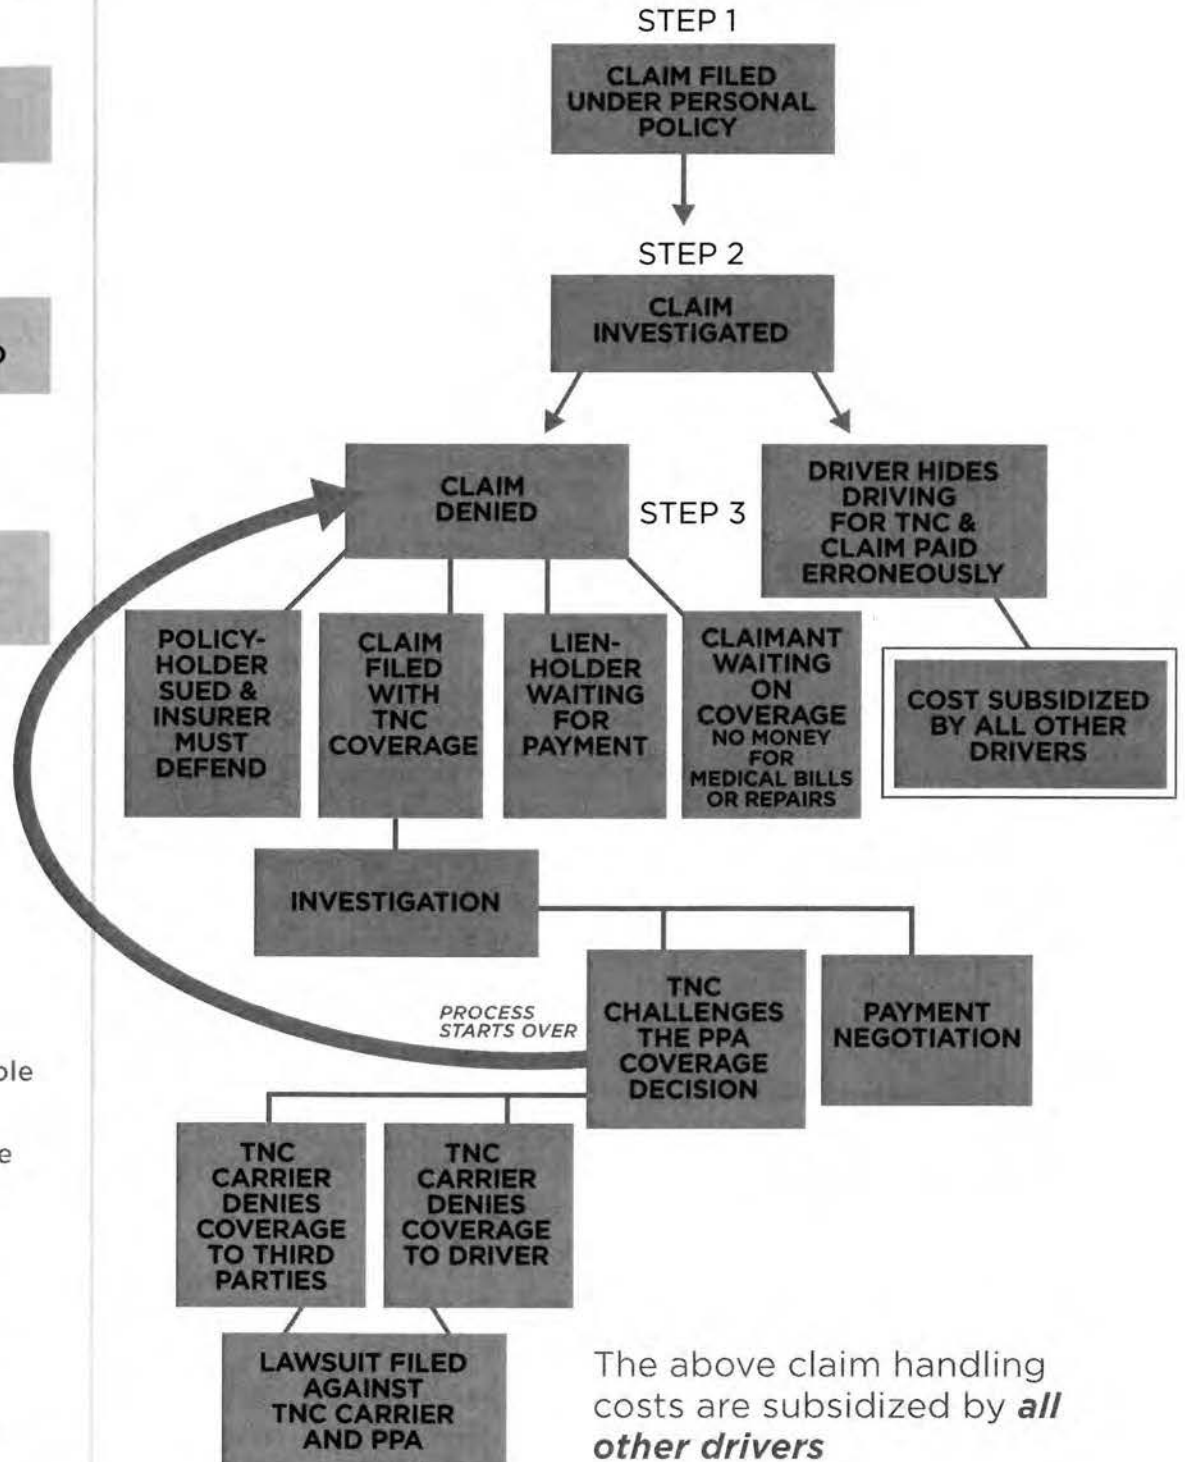 STEP 1
CLAIM FILED
UNDER PERSONAL
POLICY
STEP 2
CLAIM
INVESTIGATED
CLAIM
DENIED
STEP 3
DRIVER HIDES
DRIVING
FOR TNC &
CLAIM PAID
ERRONEOUSLY
POLICY-
HOLDER
SUED &
INSURER
MUST
DEFEND
CLAIM
FILED
WITH
TNC
COVERAGE
LIEN-
HOLDER
WAITING
FOR
PAYMENT
CLAIMANT
WAITING
ON
COVERAGE
NO MONEY
FOR
MEDICAL BILLS
OR REPAIRS
COST SUBSIDIZED
BY ALL OTHER
DRIVERS
INVESTIGATION
PROCESS
STARTS OVER
TNC
CHALLENGES
THE PPA
COVERAGE
DECISION
PAYMENT
NEGOTIATION
TNC
CARRIER
DENIES
COVERAGE
TO THIRD
PARTIES
TNC
CARRIER
DENIES
COVERAGE
TO DRIVER
LAWSUIT FILED
AGAINST
TNC CARRIER
AND PPA
The above claim handling
costs are subsidized by all
other drivers